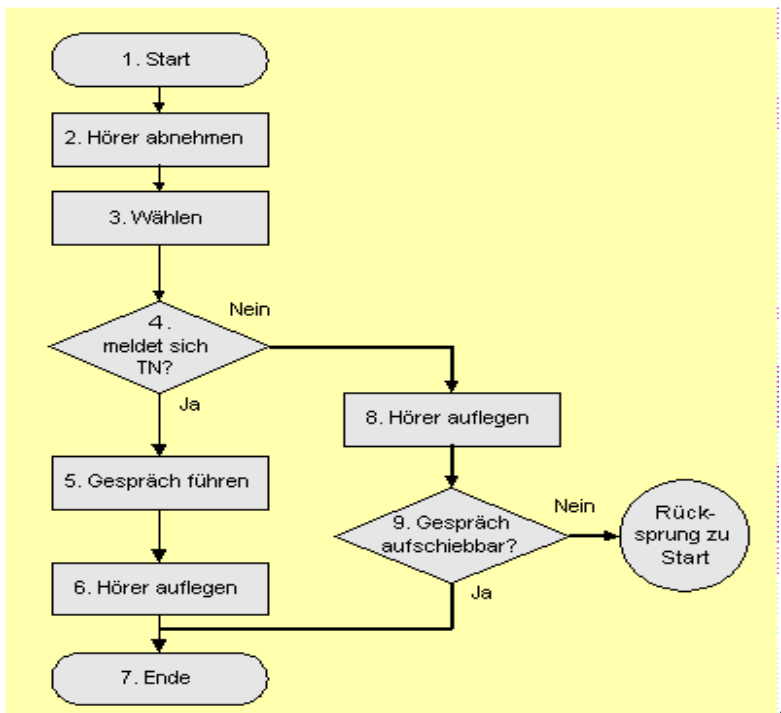 1. Start
2. Hörer abnehmen
3. Wählen
4.
meldet sich
TN?
Nein
Ja
5. Gespräch führen
6. Hörer auflegen
7. Ende
8. Hörer auflegen
9. Gespräch
aufschiebbar?
Nein
Ja
Rück-
sprung zu
Start